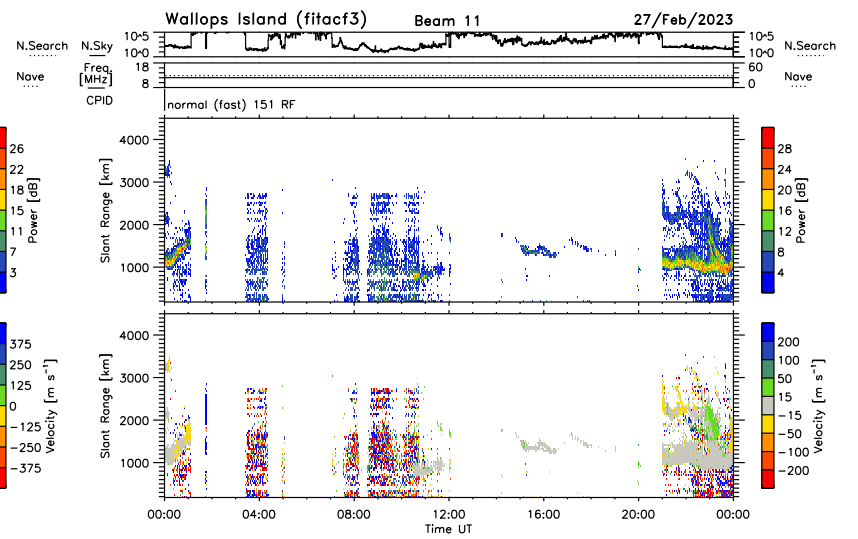 Wallops Island (fitacf3) Beam 11 27/Feb/2023
N.Search N.Sky 10^5 10^0 10^5 10^0 N.Search
Nave Freq. [MHz] 18 8 60 0 Nave
CPID normal (fast) 151 RF
26 22 18 15 11 7 3
Power [dB]
Slant Range [km]
4000 3000 2000 1000
28 24 20 16 12 8 4
Power [dB]
375 250 125 0 −125 −250 −375
Velocity [m s⁻¹]
Slant Range [km]
4000 3000 2000 1000
200 100 50 15 −15 −50 −100 −200
Velocity [m s⁻¹]
00:00 04:00 08:00 12:00 16:00 20:00 00:00
Time UT